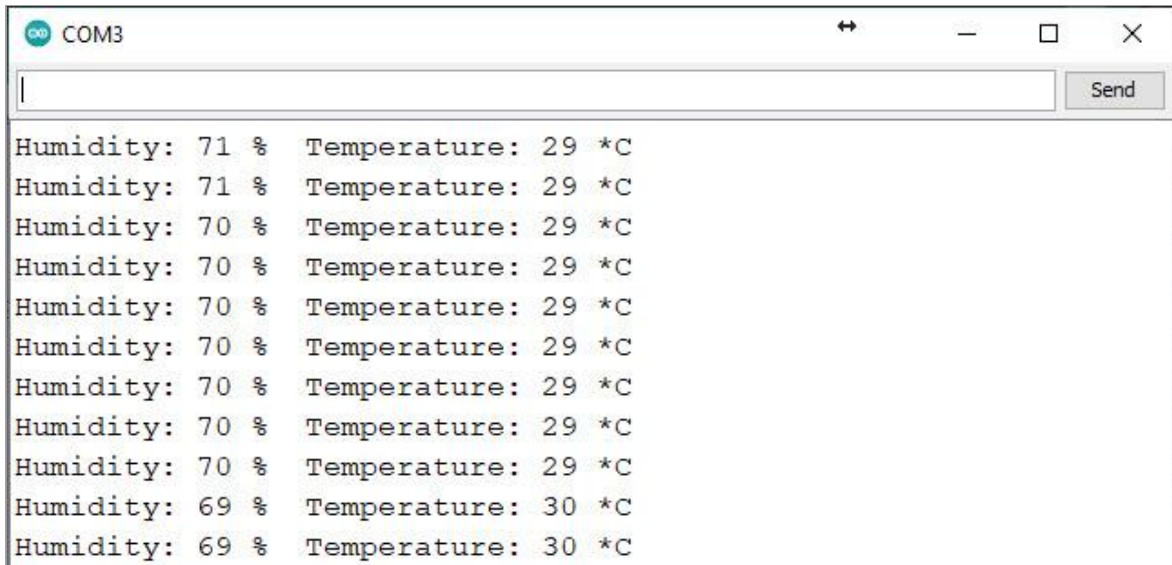 COM3
Send
Humidity: 71 %  Temperature: 29 *C
Humidity: 71 %  Temperature: 29 *C
Humidity: 70 %  Temperature: 29 *C
Humidity: 70 %  Temperature: 29 *C
Humidity: 70 %  Temperature: 29 *C
Humidity: 70 %  Temperature: 29 *C
Humidity: 70 %  Temperature: 29 *C
Humidity: 70 %  Temperature: 29 *C
Humidity: 70 %  Temperature: 29 *C
Humidity: 69 %  Temperature: 30 *C
Humidity: 69 %  Temperature: 30 *C